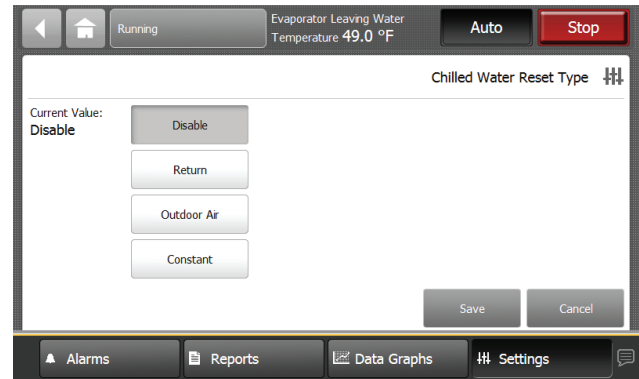 Running
Evaporator Leaving Water
Temperature 49.0 °F
Auto
Stop
Chilled Water Reset Type
Current Value:
Disable
Disable
Return
Outdoor Air
Constant
Save
Cancel
Alarms
Reports
Data Graphs
Settings